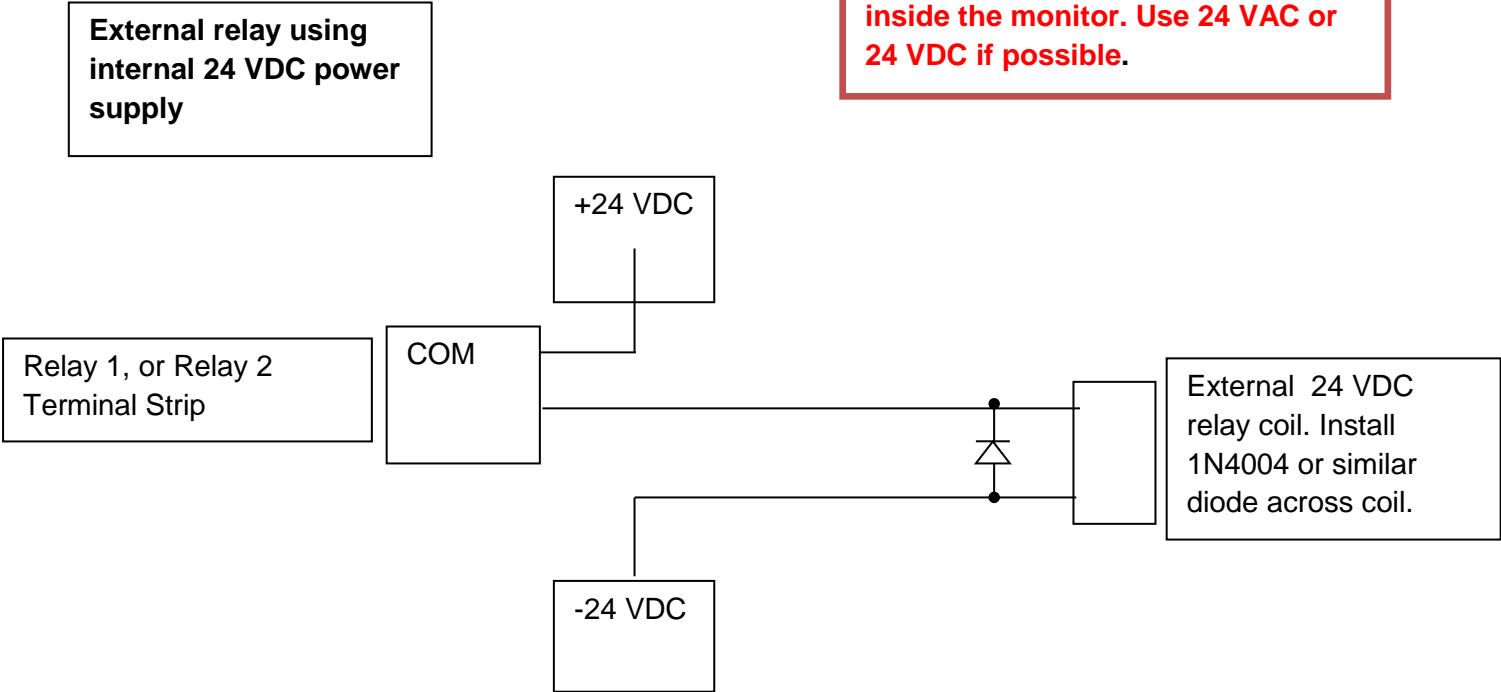 External relay using
internal 24 VDC power
supply
inside the monitor. Use 24 VAC or
24 VDC if possible.
+24 VDC
Relay 1, or Relay 2
Terminal Strip
COM
External  24 VDC
relay coil. Install
1N4004 or similar
diode across coil.
-24 VDC